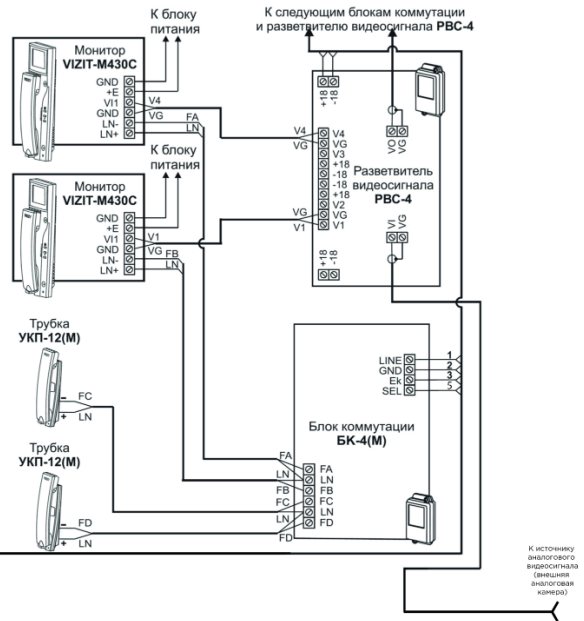 К блоку
питания
К следующим блокам коммутации
и разветвителю видеосигнала РВС-4
Монитор
VIZIT-M430C
GND
+E
VI1
GND
LN-
LN+
V4
VG
FA
LN
К блоку
питания
Монитор
VIZIT-M430C
GND
+E
VI1
GND
LN-
LN+
V1
VG
FB
LN
+18
-18
V4
VG
V4
VG
V3
+18
-18
-18
+18
V2
VG
V1
VG
V1
VO
VG
Разветвитель
видеосигнала
РВС-4
VI
VG
+18
-18
Трубка
УКП-12(М)
–
FC
+
LN
Трубка
УКП-12(М)
–
FD
+
LN
LINE
GND
Ek
SEL
1
2
3
5
Блок коммутации
БК-4(М)
FA
LN
FB
FC
LN
FD
FA
LN
FB
FC
LN
FD
К источнику
аналогового
видеосигнала
(внешняя
аналоговая
камера)